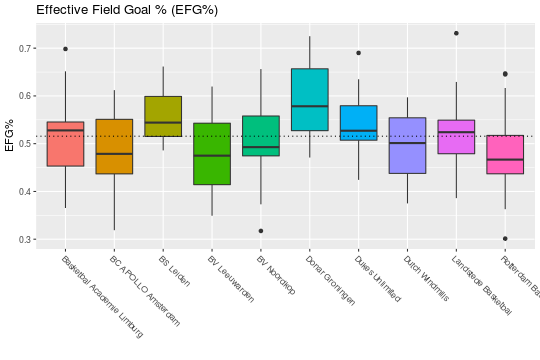 Effective Field Goal % (EFG%)
EFG%
0.7
0.6
0.5
0.4
0.3
Basketbal Academie Limburg
BC APOLLO Amsterdam
BS Leiden
BV Leeuwarden
BV Noordkop
Donar Groningen
Dukes Unlimited
Dutch Windmills
Landstede Basketbal
Rotterdam Bas